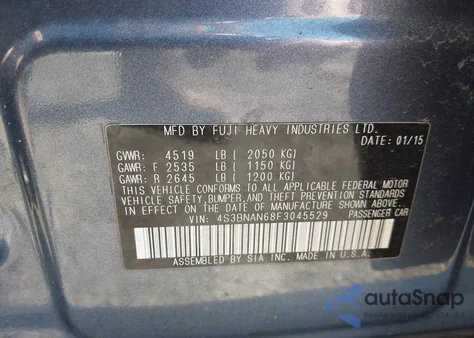 MFD BY FUJI HEAVY INDUSTRIES LTD.
DATE: 01/15
GVWR: 4519 LB ( 2050 KG)
GAWR: F 2535 LB ( 1150 KG)
GAWR: R 2645 LB ( 1200 KG)
THIS VEHICLE CONFORMS TO ALL APPLICABLE FEDERAL MOTOR
VEHICLE SAFETY, BUMPER, AND THEFT PREVENTION STANDARDS
IN EFFECT ON THE DATE OF MANUFACTURE SHOWN ABOVE.
VIN: 4S3BNAN68F3045529 PASSENGER CAR
ASSEMBLED BY SIA INC. MADE IN U.S.A.
autoSnap